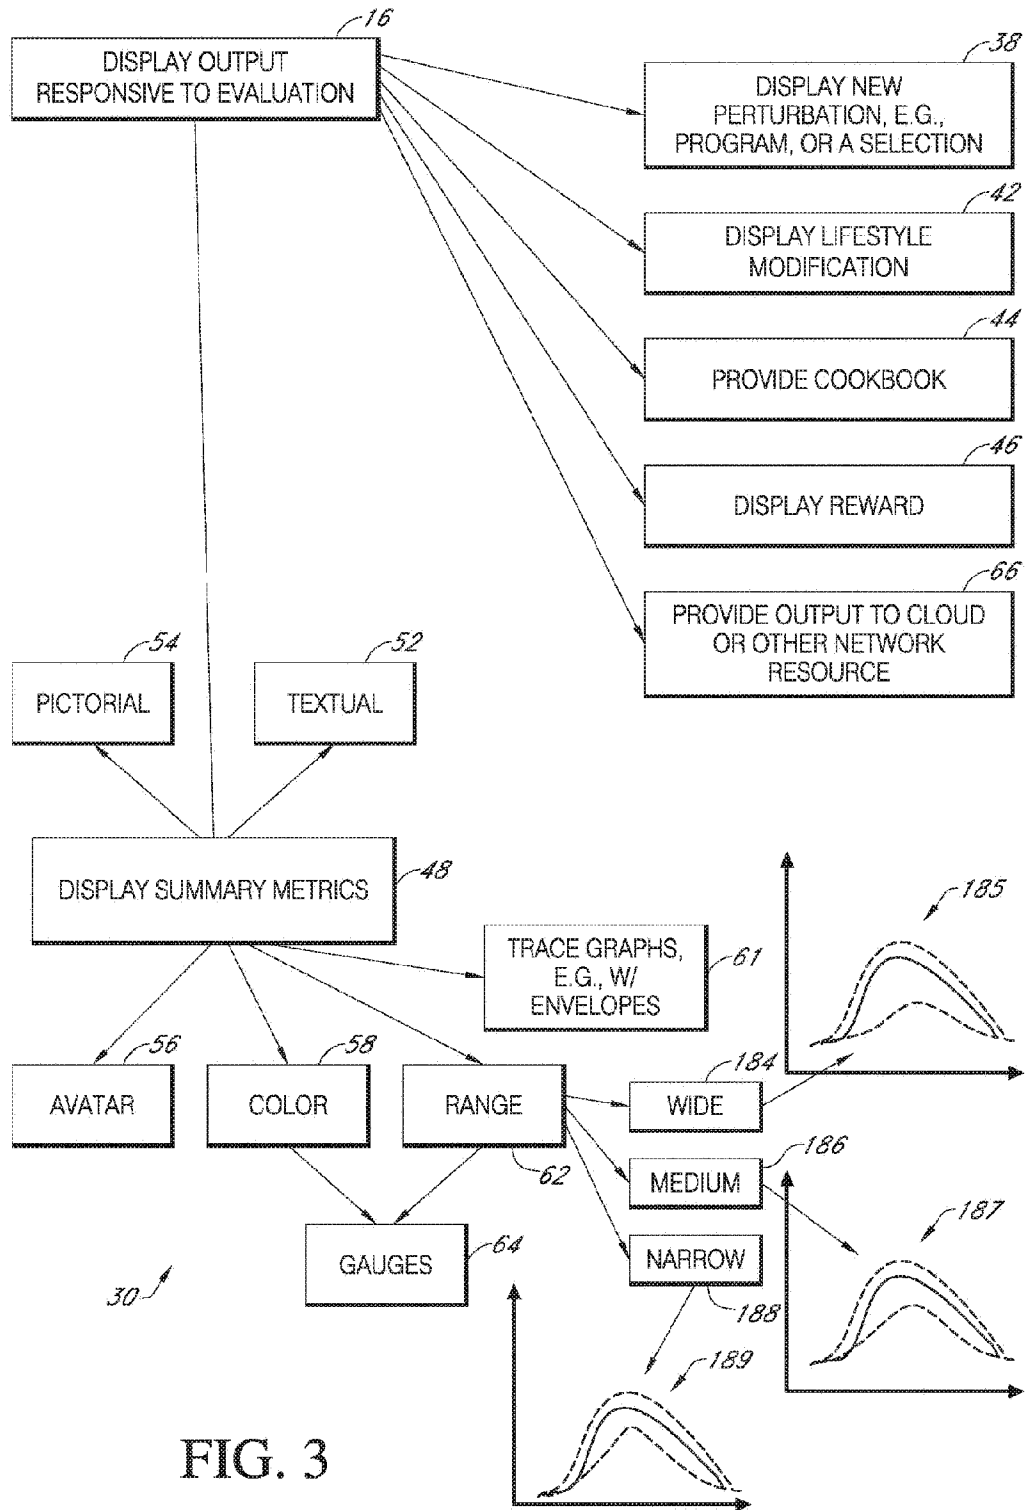 16
DISPLAY OUTPUT
RESPONSIVE TO EVALUATION
38
DISPLAY NEW
PERTURBATION, E.G.,
PROGRAM, OR A SELECTION
42
DISPLAY LIFESTYLE
MODIFICATION
44
PROVIDE COOKBOOK
46
DISPLAY REWARD
66
PROVIDE OUTPUT TO CLOUD
OR OTHER NETWORK
RESOURCE
54
PICTORIAL
52
TEXTUAL
DISPLAY SUMMARY METRICS
48
TRACE GRAPHS,
E.G., W/
ENVELOPES
61
185
56
AVATAR
58
COLOR
RANGE
62
184
WIDE
186
MEDIUM
187
NARROW
188
GAUGES
64
30
189
FIG. 3